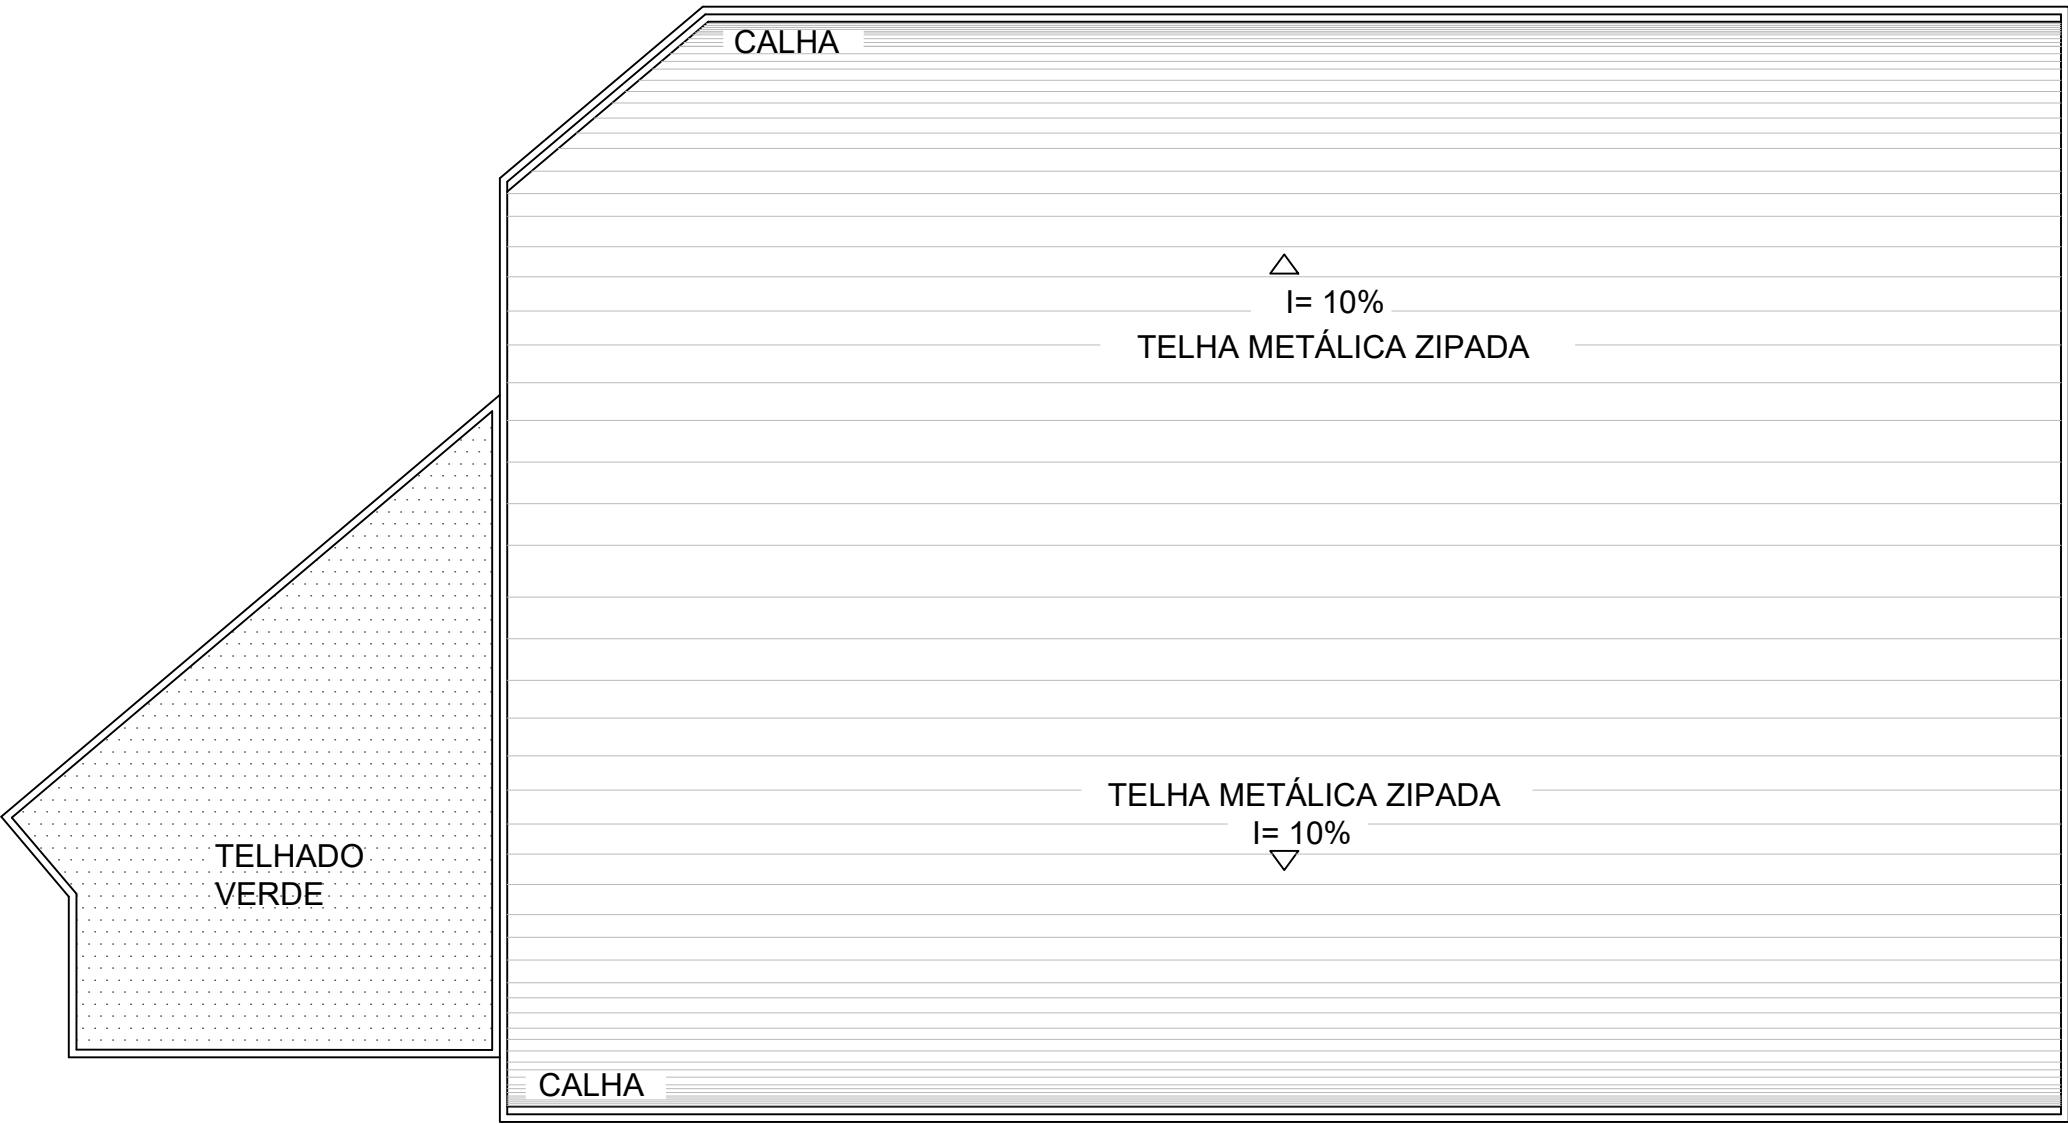 CALHA
I= 10%
TELHA METÁLICA ZIPADA
TELHA METÁLICA ZIPADA
I= 10%
TELHADO
VERDE
CALHA